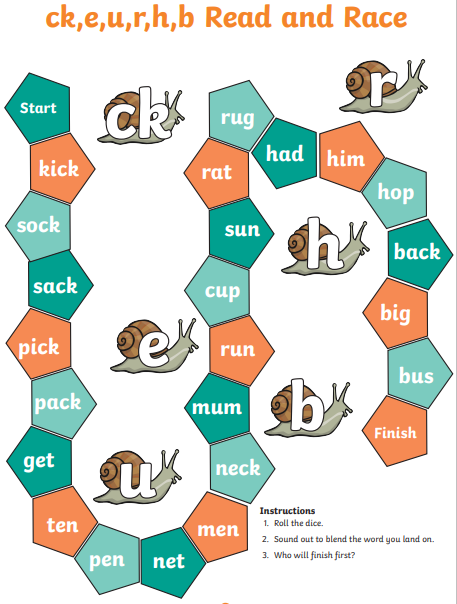 ck,e,u,r,h,b Read and Race
Start
kick
sock
sack
pick
pack
get
ten
pen
net
men
neck
mum
run
cup
sun
rat
rug
had
him
hop
back
big
bus
Finish
ck
r
h
e
b
u
Instructions
1. Roll the dice.
2. Sound out to blend the word you land on.
3. Who will finish first?